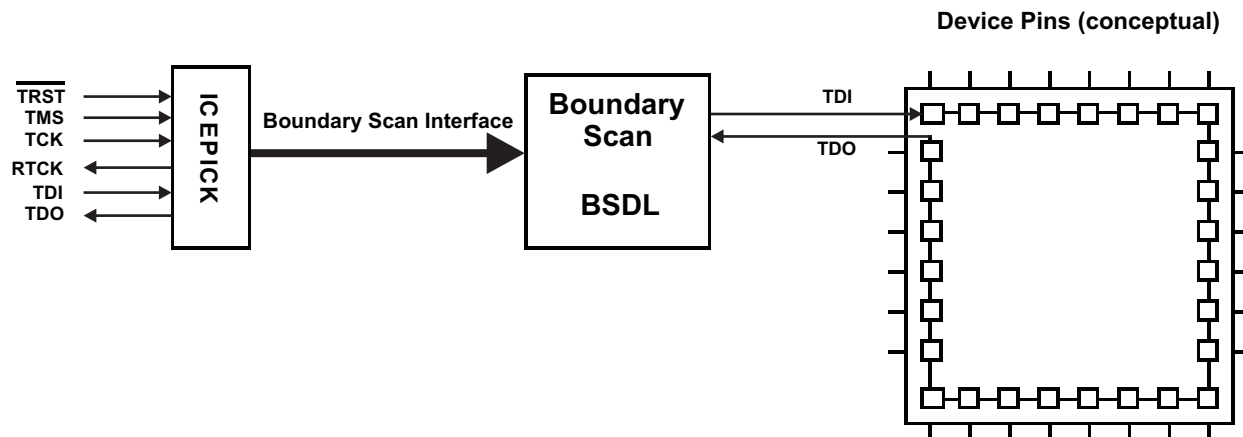 Device Pins (conceptual)
TRST
TMS
TCK
RTCK
TDI
TDO
ICEPICK
Boundary Scan Interface
Boundary
Scan
BSDL
TDI
TDO